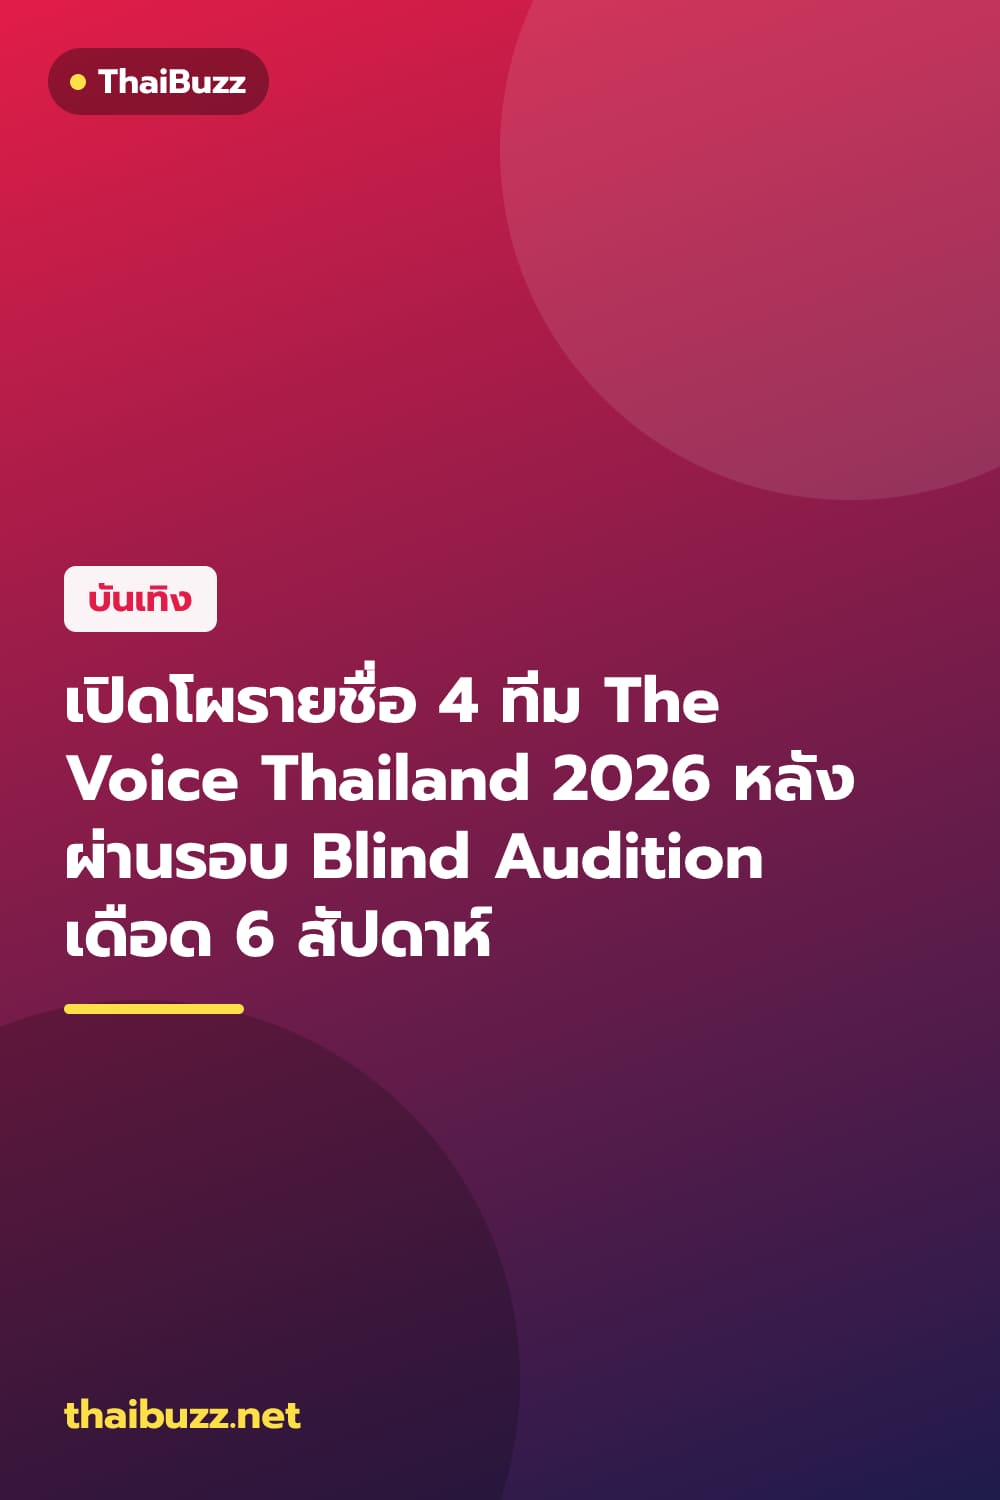 ThaiBuzz
บันเทิง
เปิดโผรายชื่อ 4 ทีม The
Voice Thailand 2026 หลัง
ผ่านรอบ Blind Audition
เดือด 6 สัปดาห์
thaibuzz.net